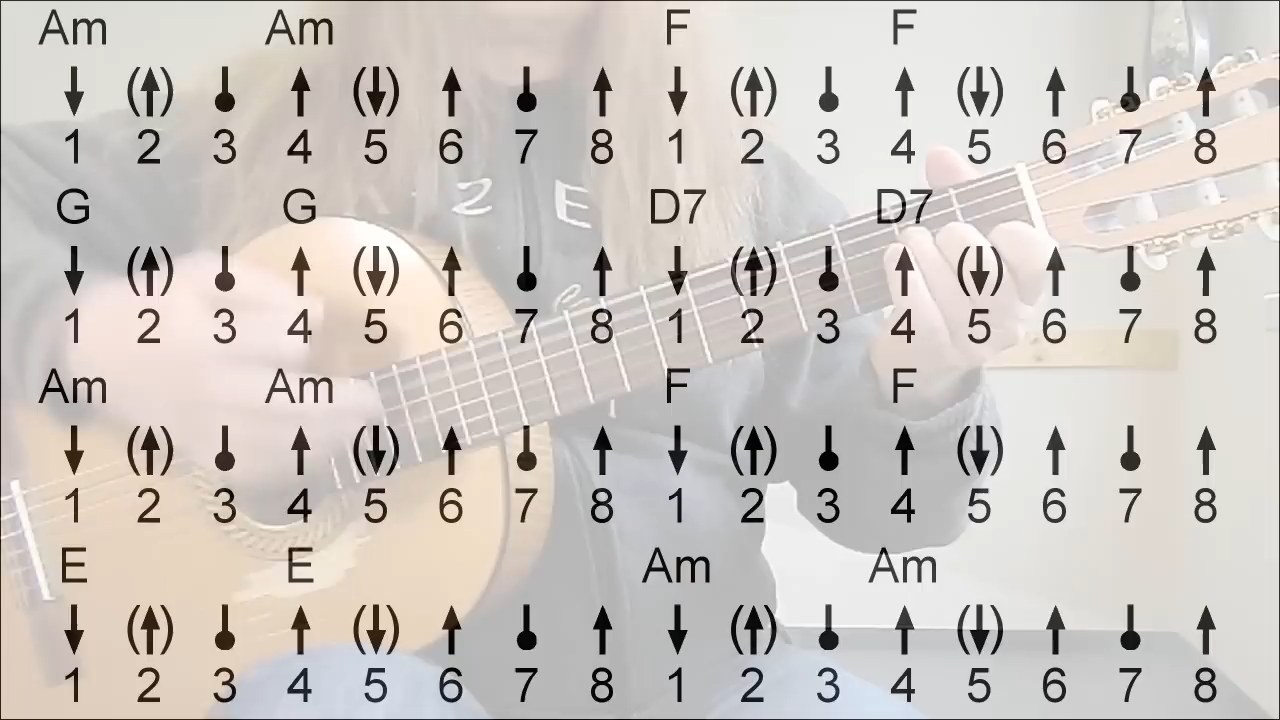 Am Am F F
↓ (↑) ↓ ↑ (↓) ↑ ↓ ↑ ↓ (↑) ↓ ↑ (↓) ↑ ↓ ↑
1 2 3 4 5 6 7 8 1 2 3 4 5 6 7 8
G G D7 D7
↓ (↑) ↓ ↑ (↓) ↑ ↓ ↑ ↓ (↑) ↓ ↑ (↓) ↑ ↓ ↑
1 2 3 4 5 6 7 8 1 2 3 4 5 6 7 8
Am Am F F
↓ (↑) ↓ ↑ (↓) ↑ ↓ ↑ ↓ (↑) ↓ ↑ (↓) ↑ ↓ ↑
1 2 3 4 5 6 7 8 1 2 3 4 5 6 7 8
E E Am Am
↓ (↑) ↓ ↑ (↓) ↑ ↓ ↑ ↓ (↑) ↓ ↑ (↓) ↑ ↓ ↑
1 2 3 4 5 6 7 8 1 2 3 4 5 6 7 8